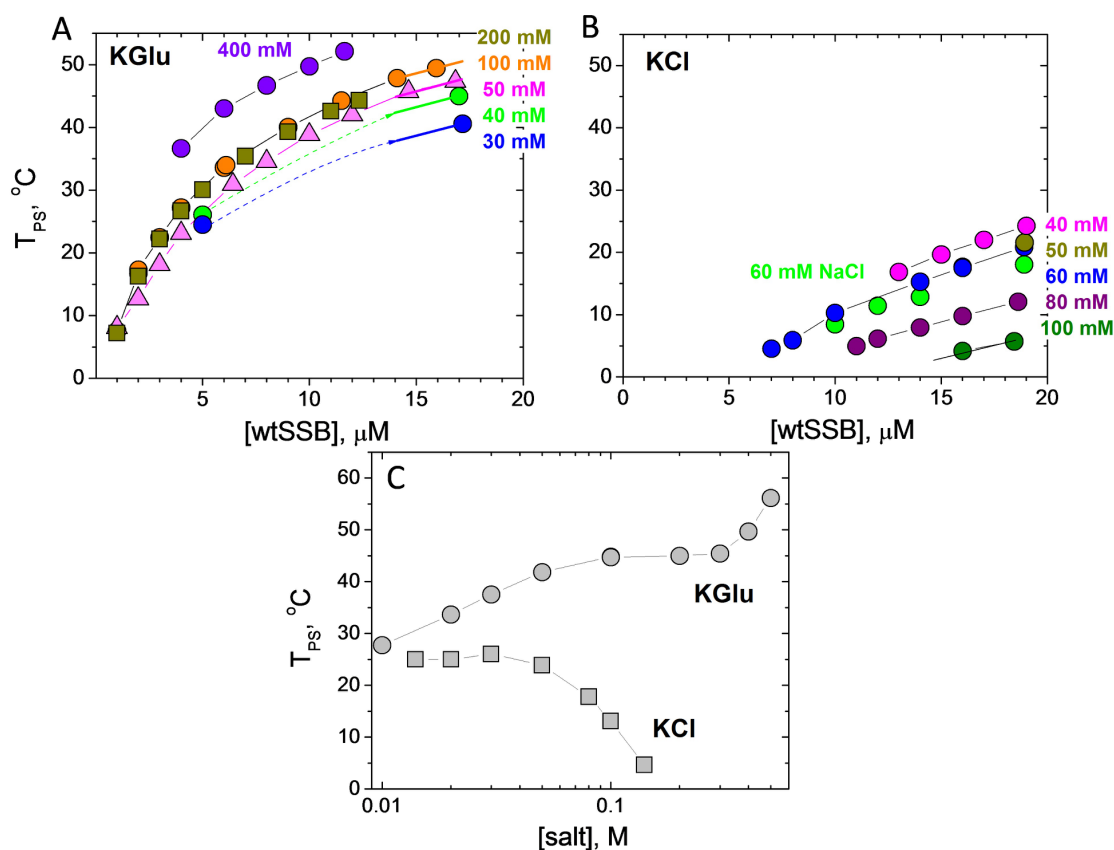 A
KGlu
400 mM
200 mM
100 mM
50 mM
40 mM
30 mM
50
40
30
20
10
0
T_PS, °C
5
10
15
20
[wtSSB], μM
B
KCl
60 mM NaCl
40 mM
50 mM
60 mM
80 mM
100 mM
50
40
30
20
10
0
0
5
10
15
20
[wtSSB], μM
C
60
50
40
30
20
10
0
T_PS, °C
KGlu
KCl
0.01
0.1
[salt], M